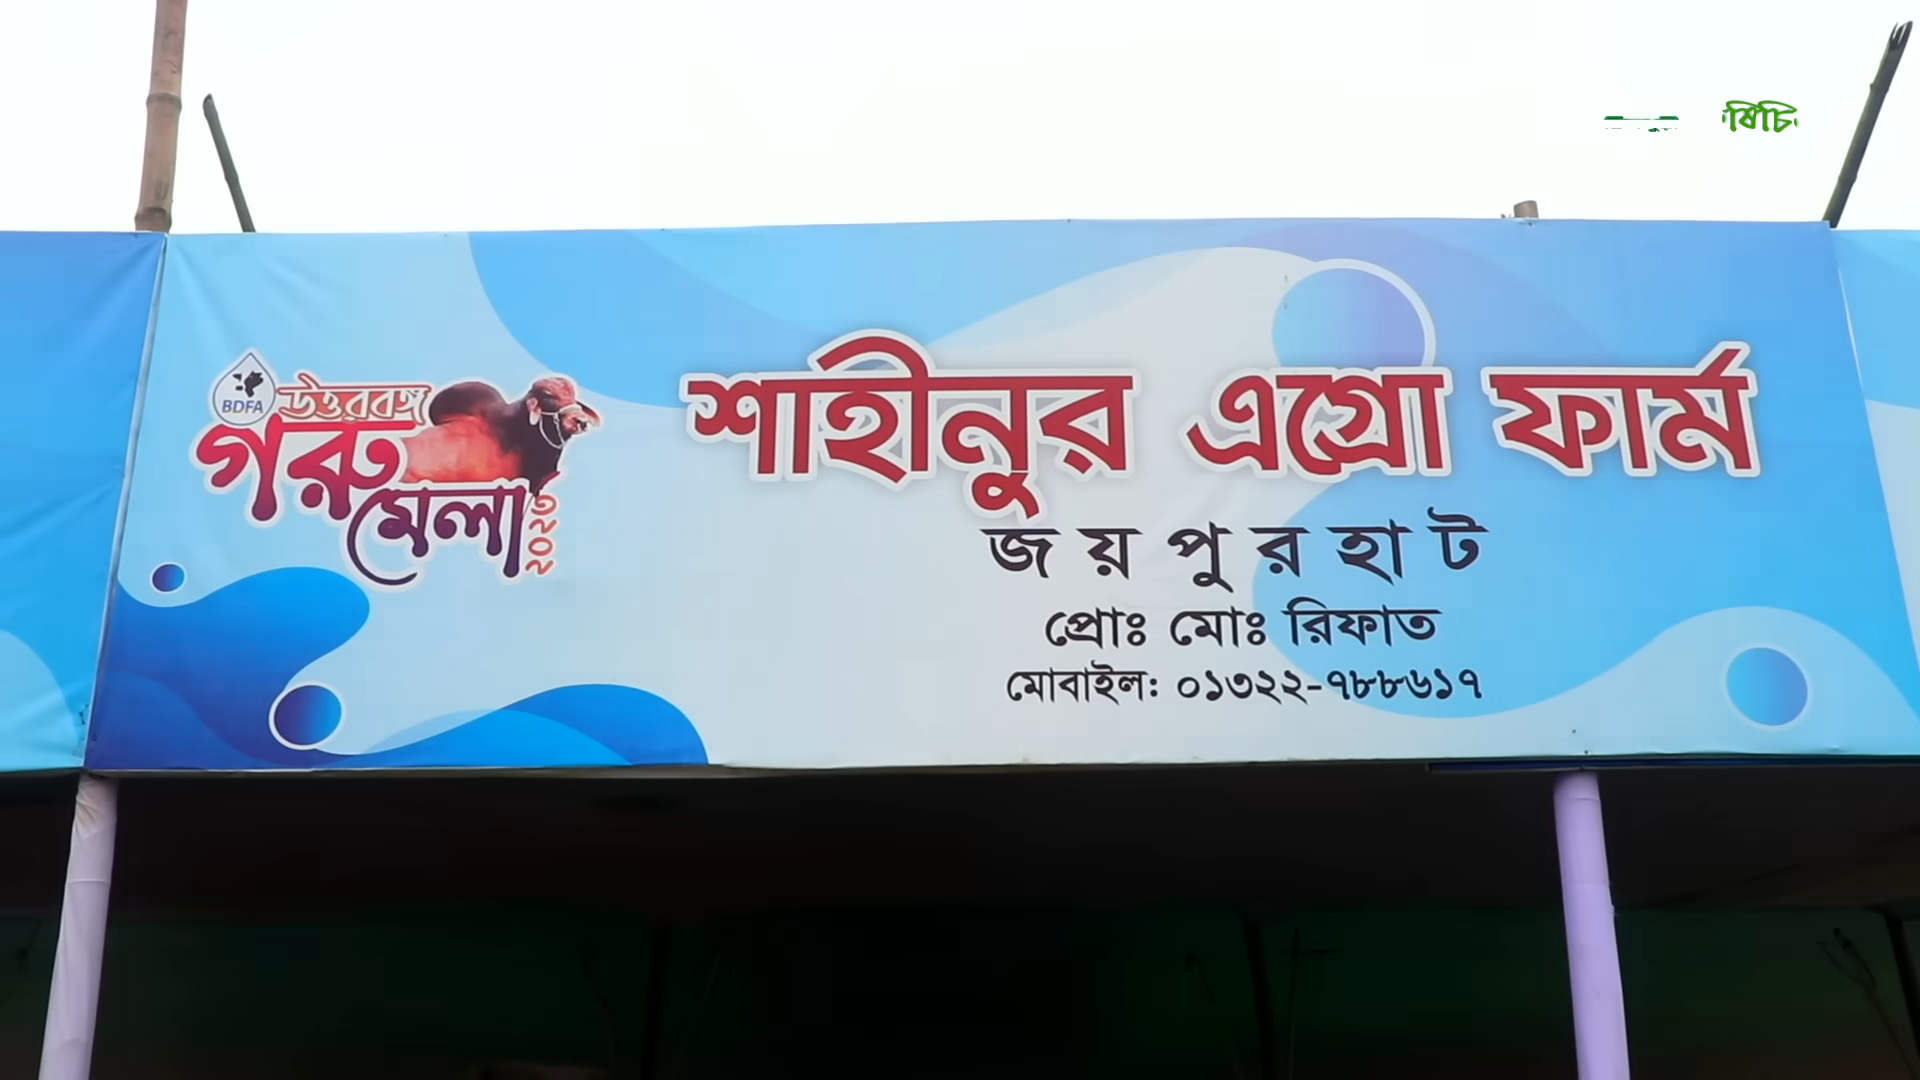 BDFA
উত্তরবঙ্গ
গরু
মেলা
২০২৩
শাহীনুর এগ্রো ফার্ম
জয়পুরহাট
প্রোঃ মোঃ রিফাত
মোবাইল: ০১৩২২-৭৮৮৬১৭